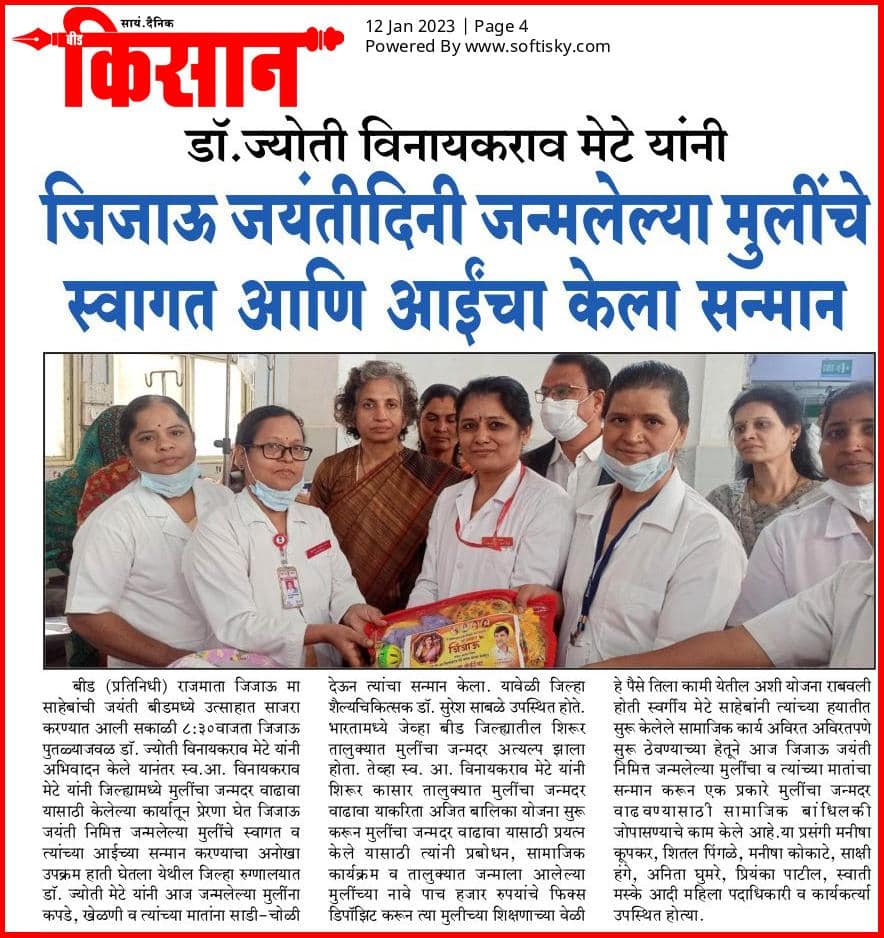 सायं.दैनिक
बीड
किसान
12 Jan 2023 | Page 4
Powered By www.softisky.com
डॉ.ज्योती विनायकराव मेटे यांनी
जिजाऊ जयंतीदिनी जन्मलेल्या मुलींचे
स्वागत आणि आईंचा केला सन्मान
जिजाऊ
बीड (प्रतिनिधी) राजमाता जिजाऊ मा
साहेबांची जयंती बीडमध्ये उत्साहात साजरा
करण्यात आली सकाळी ८:३०वाजता जिजाऊ
पुतळ्याजवळ डॉ. ज्योती विनायकराव मेटे यांनी
अभिवादन केले यानंतर स्व.आ. विनायकराव
मेटे यांनी जिल्ह्यामध्ये मुलींचा जन्मदर वाढावा
यासाठी केलेल्या कार्यातून प्रेरणा घेत जिजाऊ
जयंती निमित्त जन्मलेल्या मुलींचे स्वागत व
त्यांच्या आईच्या सन्मान करण्याचा अनोखा
उपक्रम हाती घेतला येथील जिल्हा रुग्णालयात
डॉ. ज्योती मेटे यांनी आज जन्मलेल्या मुलींना
कपडे, खेळणी व त्यांच्या मातांना साडी-चोळी
देऊन त्यांचा सन्मान केला. यावेळी जिल्हा
शैल्यचिकित्सक डॉ. सुरेश साबळे उपस्थित होते.
भारतामध्ये जेव्हा बीड जिल्ह्यातील शिरूर
तालुक्यात मुलींचा जन्मदर अत्यल्प झाला
होता. तेव्हा स्व. आ. विनायकराव मेटे यांनी
शिरूर कासार तालुक्यात मुलींचा जन्मदर
वाढावा याकरिता अजित बालिका योजना सुरू
करून मुलींचा जन्मदर वाढावा यासाठी प्रयत्न
केले यासाठी त्यांनी प्रबोधन, सामाजिक
कार्यक्रम व तालुक्यात जन्माला आलेल्या
मुलींच्या नावे पाच हजार रुपयांचे फिक्स
डिपॉझिट करून त्या मुलीच्या शिक्षणाच्या वेळी
हे पैसे तिला कामी येतील अशी योजना राबवली
होती स्वर्गीय मेटे साहेबांनी त्यांच्या हयातीत
सुरू केलेले सामाजिक कार्य अविरत अविरतपणे
सुरू ठेवण्याच्या हेतूने आज जिजाऊ जयंती
निमित्त जन्मलेल्या मुलींचा व त्यांच्या मातांचा
सन्मान करून एक प्रकारे मुलींचा जन्मदर
वाढवण्यासाठी सामाजिक बांधिलकी
जोपासण्याचे काम केले आहे.या प्रसंगी मनीषा
कूपकर, शितल पिंगळे, मनीषा कोकाटे, साक्षी
हंगे, अनिता घुमरे, प्रियंका पाटील, स्वाती
मस्के आदी महिला पदाधिकारी व कार्यकर्त्या
उपस्थित होत्या.